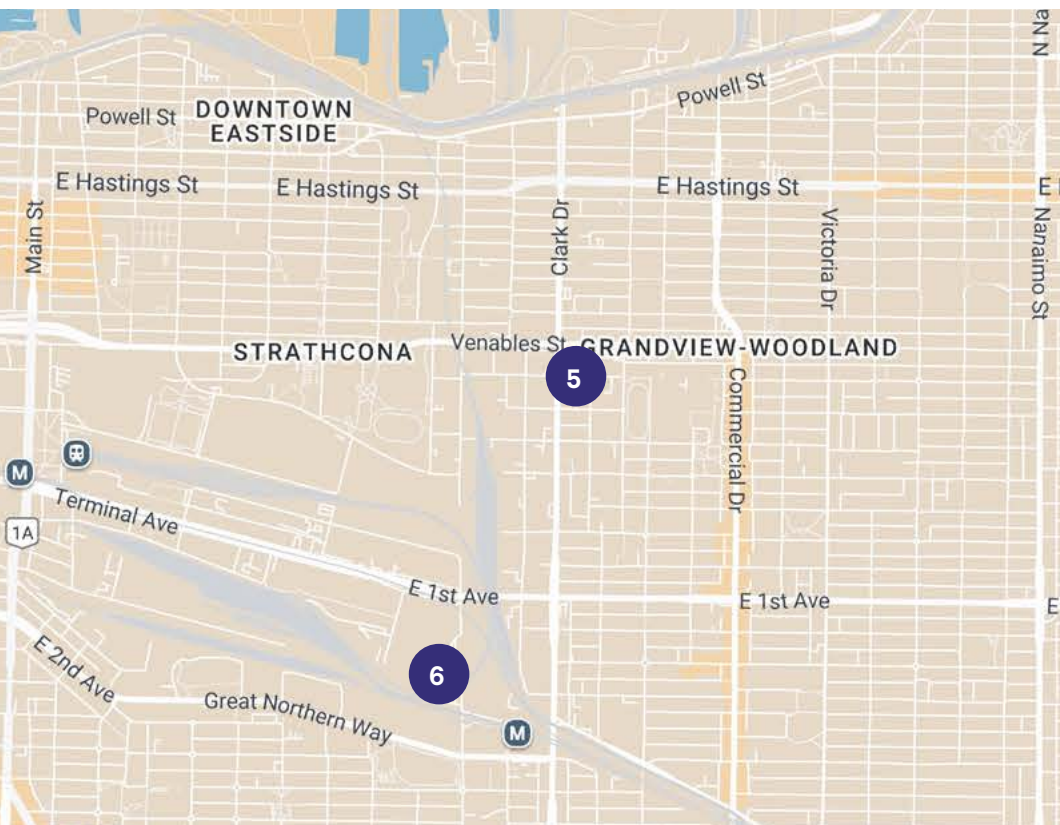 N Na
Powell St
DOWNTOWN
EASTSIDE
Powell St
E Hastings St
E Hastings St
E Hastings St
E
Main St
Clark Dr
Victoria Dr
Nanaimo St
STRATHCONA
Venables St
GRANDVIEW-WOODLAND
5
Commercial Dr
M
Terminal Ave
1A
E 1st Ave
E 1st Ave
E
E 2nd Ave
6
Great Northern Way
M